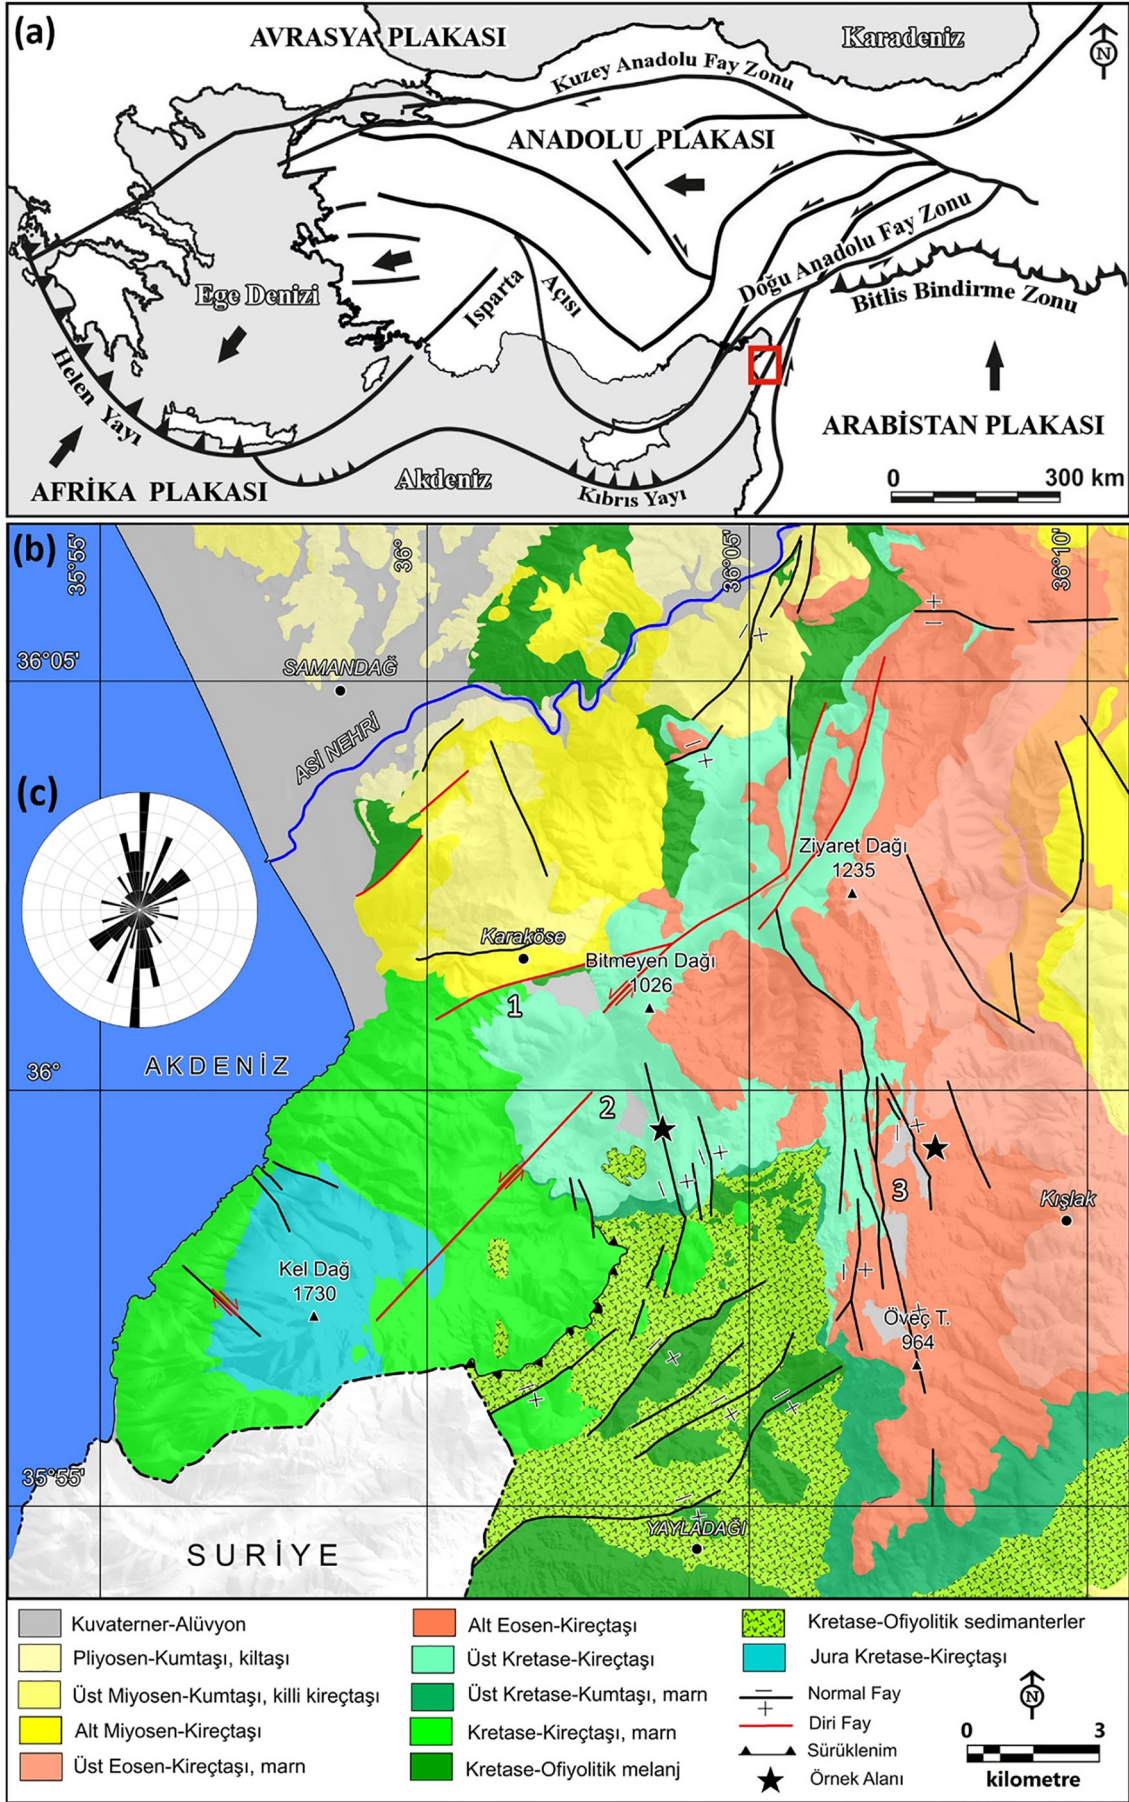 (a)
AVRASYA PLAKASI
Karadeniz
N
Kuzey Anadolu Fay Zonu
ANADOLU PLAKASI
Doğu Anadolu Fay Zonu
Bitlis Bindirme Zonu
Ege Denizi
Isparta
Açısı
Helen Yayı
ARABİSTAN PLAKASI
AFRİKA PLAKASI
Akdeniz
Kıbrıs Yayı
0 300 km
(b)
35°55'
36°
36°05'
36°10'
36°05'
SAMANDAĞ
ASİ NEHRİ
(c)
Ziyaret Dağı
1235
Karaköse
Bitmeyen Dağı
1026
1
36°
AKDENİZ
2
3
Kışlak
Kel Dağ
1730
Öveç T.
964
35°55'
YAYLADAĞI
SURİYE
Kuvaterner-Alüvyon
Pliyosen-Kumtaşı, kiltaşı
Üst Miyosen-Kumtaşı, killi kireçtaşı
Alt Miyosen-Kireçtaşı
Üst Eosen-Kireçtaşı, marn
Alt Eosen-Kireçtaşı
Üst Kretase-Kireçtaşı
Üst Kretase-Kumtaşı, marn
Kretase-Kireçtaşı, marn
Kretase-Ofiyolitik melanj
Kretase-Ofiyolitik sedimanterler
Jura Kretase-Kireçtaşı
Normal Fay
Diri Fay
Sürüklenim
Örnek Alanı
N
0 3
kilometre